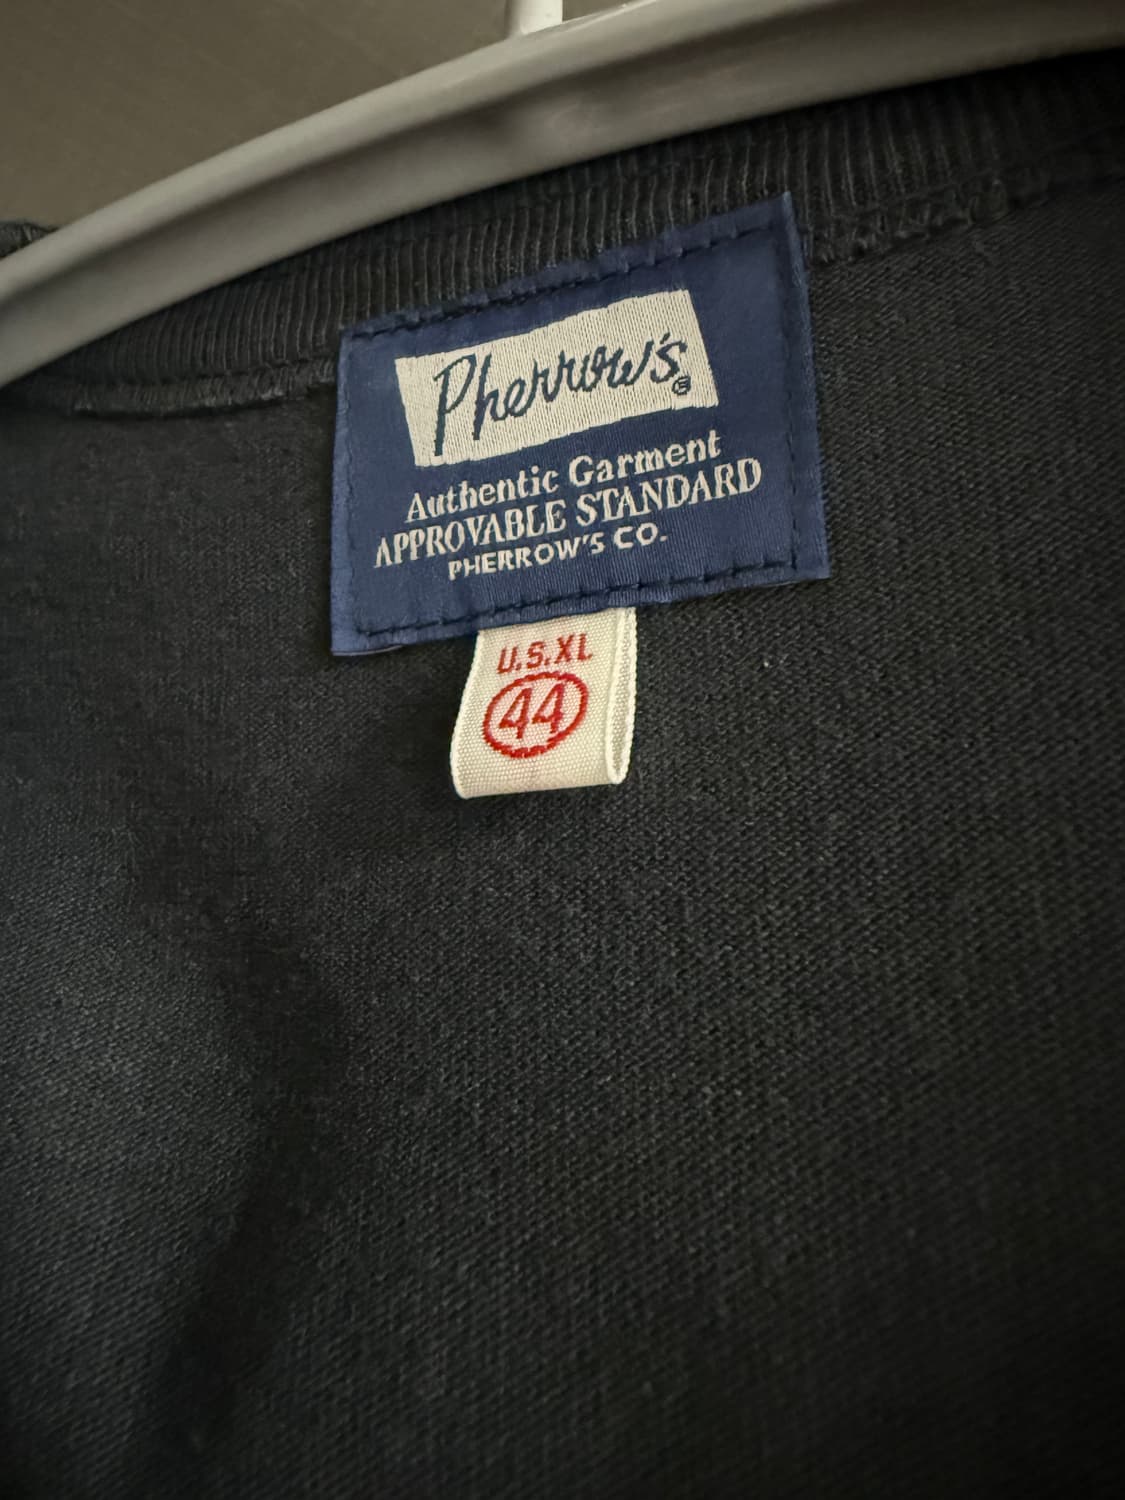 Pherrow's
Authentic Garment
APPROVABLE STANDARD
PHERROW'S CO.
U.S.XL
44